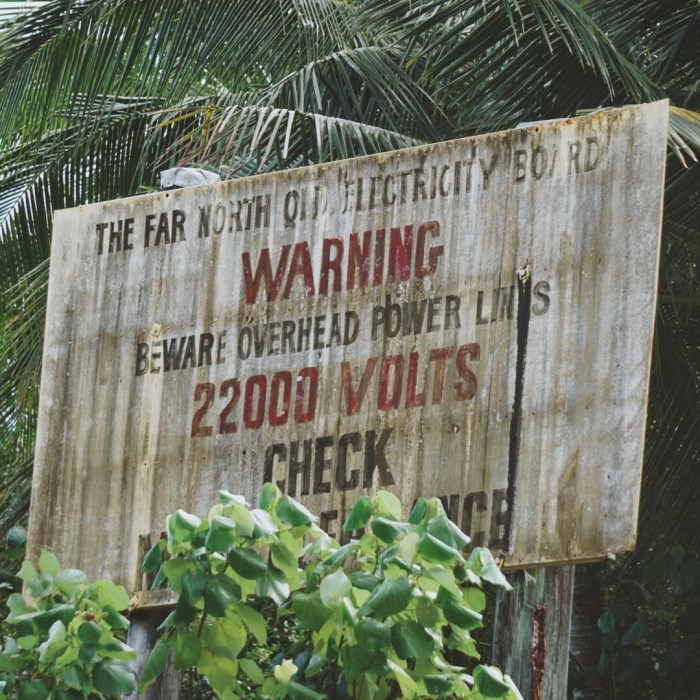 THE FAR NORTH QLD. ELECTRICITY BOARD
WARNING
BEWARE OVERHEAD POWER LINES
22000 VOLTS
CHECK